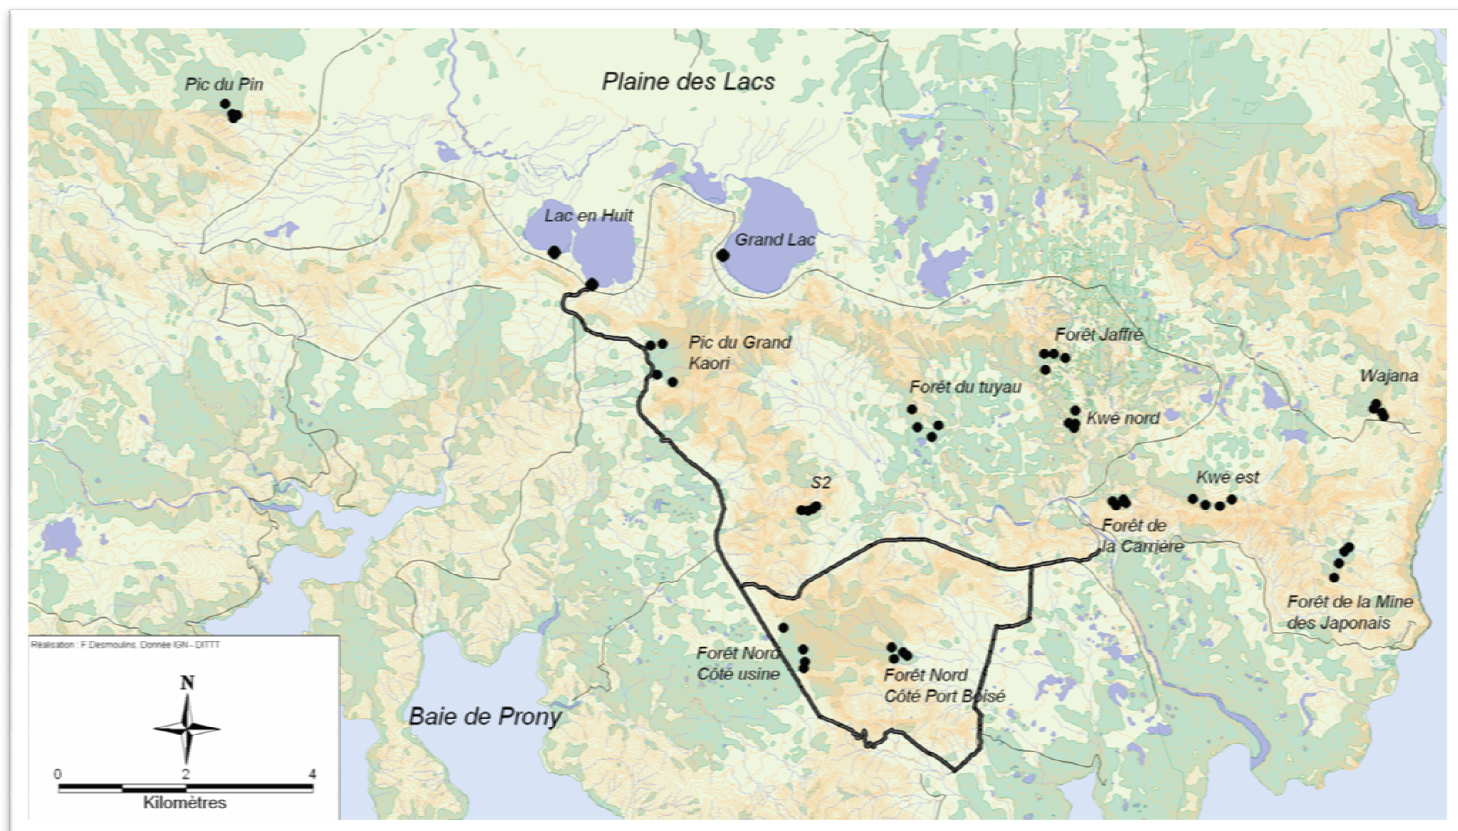 Plaine des Lacs
Pic du Pin
Lac en Huit
Grand Lac
Pic du Grand
Kaori
Forêt Jaffré
Forêt du tuyau
Wajana
Kwé nord
S2
Kwé est
Forêt de
la Carrière
Forêt de la Mine
des Japonais
Forêt Nord
Côté usine
Forêt Nord
Côté Port Boisé
Baie de Prony
Réalisation : F.Desmoulins. Donnée IGN - DITTT
N
0 2 4
Kilomètres